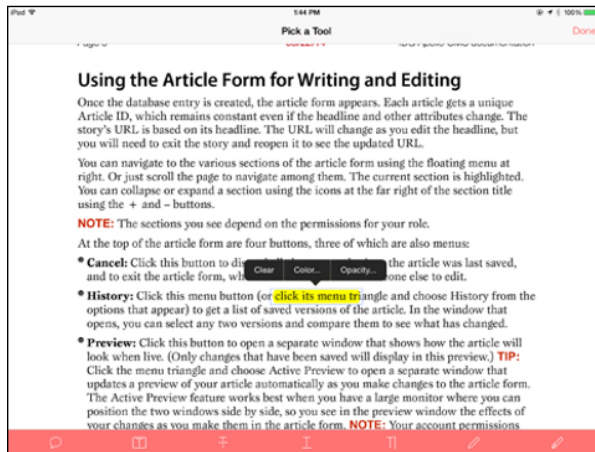 iPad 1:44 PM 100%
Pick a Tool Done
Page 3
Using the Article Form for Writing and Editing
Once the database entry is created, the article form appears. Each article gets a unique
Article ID, which remains constant even if the headline and other attributes change. The
story's URL is based on its headline. The URL will change as you edit the headline, but
you will need to exit the story and reopen it to see the updated URL.
You can navigate to the various sections of the article form using the floating menu at
right. Or just scroll the page to navigate among them. The current section is highlighted.
You can collapse or expand a section using the icons at the far right of the section title
using the + and – buttons.
NOTE: The sections you see depend on the permissions for your role.
At the top of the article form are four buttons, three of which are also menus:
Clear Color... Opacity...
• Cancel: Click this button to the article was last saved,
and to exit the article form, one else to edit.
• History: Click this menu button (or click its menu triangle and choose History from the
options that appear) to get a list of saved versions of the article. In the window that
opens, you can select any two versions and compare them to see what has changed.
• Preview: Click this button to open a separate window that shows how the article will
look when live. (Only changes that have been saved will display in this preview.) TIP:
Click the menu triangle and choose Active Preview to open a separate window that
updates a preview of your article automatically as you make changes to the article form.
The Active Preview feature works best when you have a large monitor where you can
position the two windows side by side, so you see in the preview window the effects of
your changes as you make them in the article form. NOTE: Your account permissions